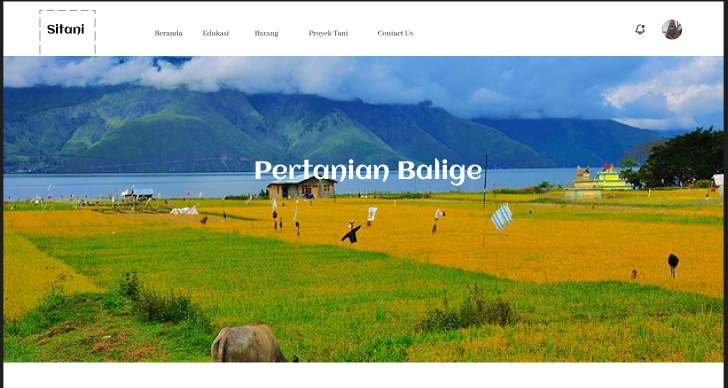 Sitani
Beranda Edukasi Barang Proyek Tani Contact Us
Pertanian Balige